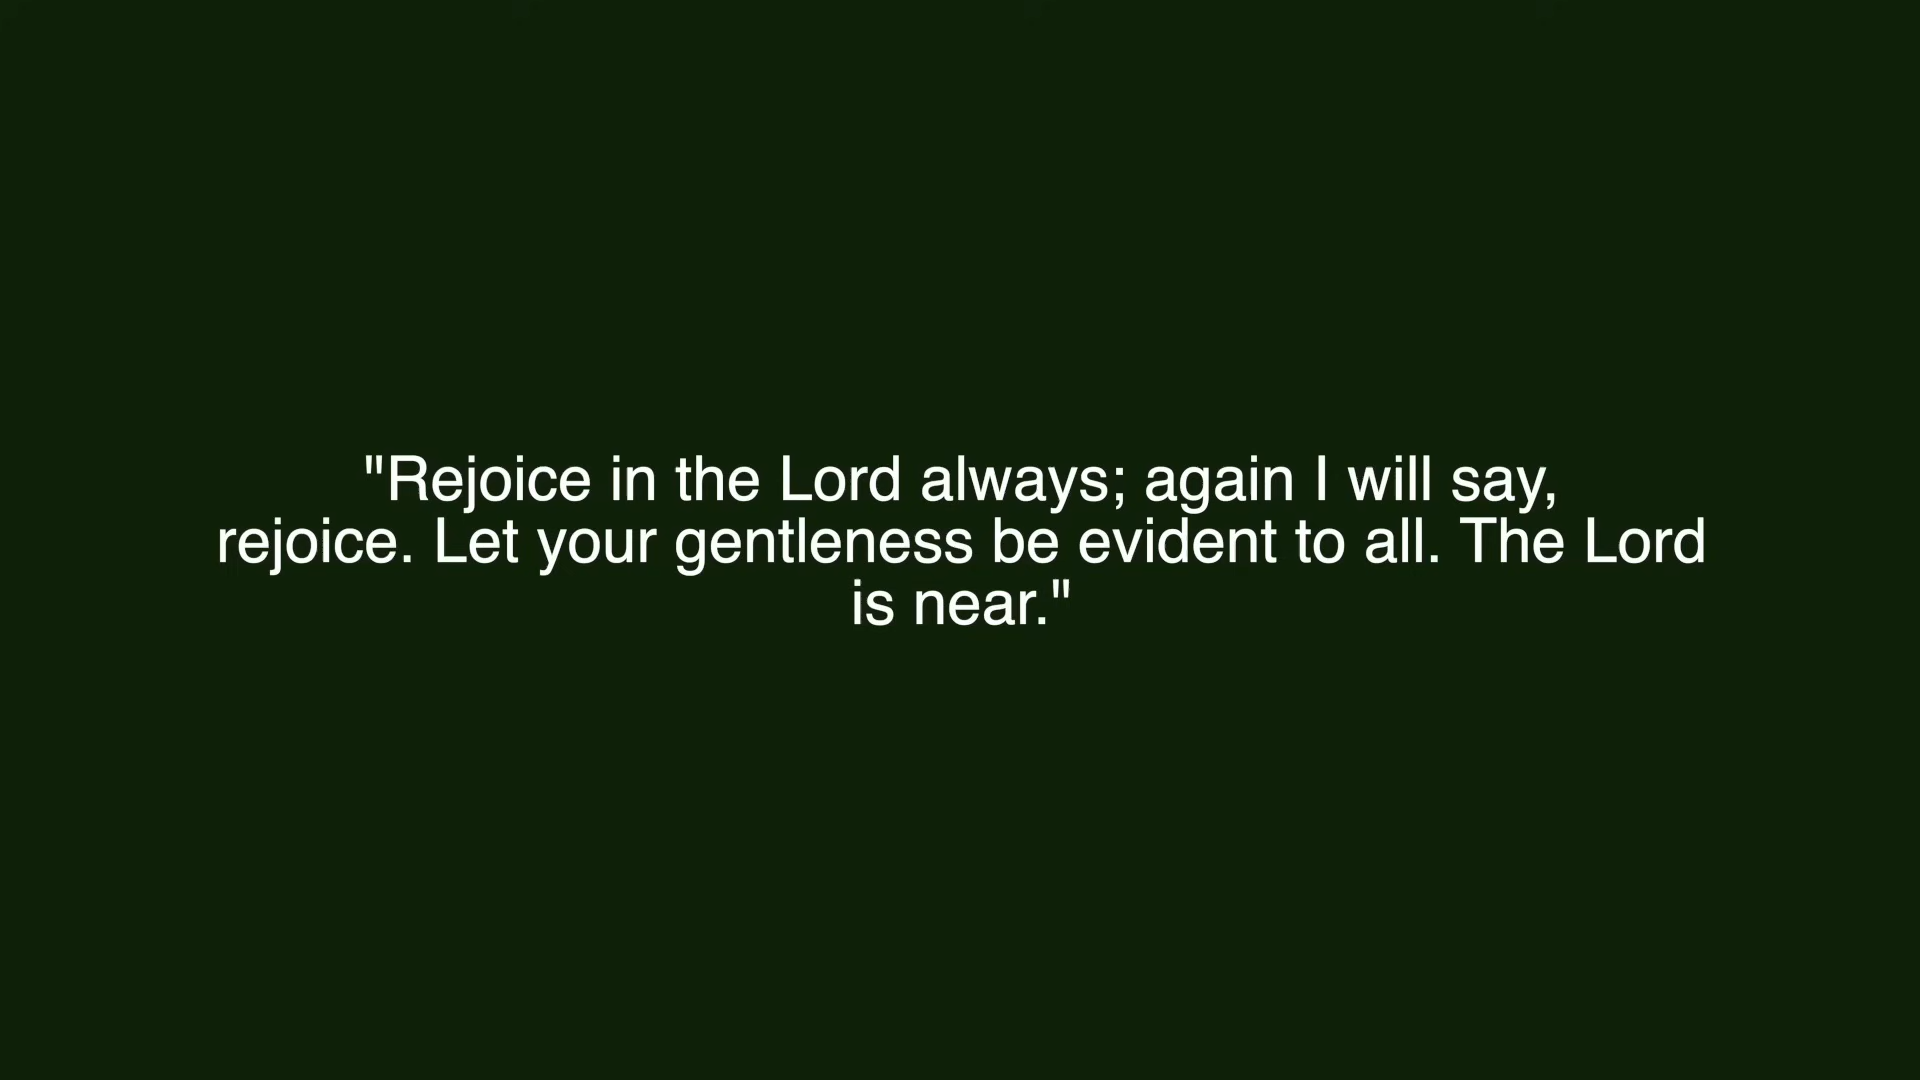 "Rejoice in the Lord always; again I will say,
rejoice. Let your gentleness be evident to all. The Lord
is near."